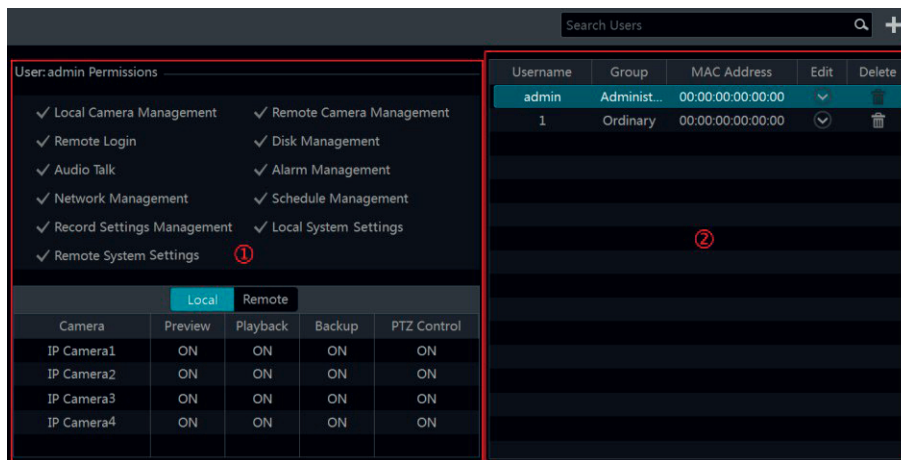 Search Users
User: admin Permissions
Local Camera Management Remote Camera Management
Remote Login Disk Management
Audio Talk Alarm Management
Network Management Schedule Management
Record Settings Management Local System Settings
Remote System Settings ①
Local Remote
Camera Preview Playback Backup PTZ Control
IP Camera1 ON ON ON ON
IP Camera2 ON ON ON ON
IP Camera3 ON ON ON ON
IP Camera4 ON ON ON ON
Username Group MAC Address Edit Delete
admin Administ... 00:00:00:00:00:00
1 Ordinary 00:00:00:00:00:00
②